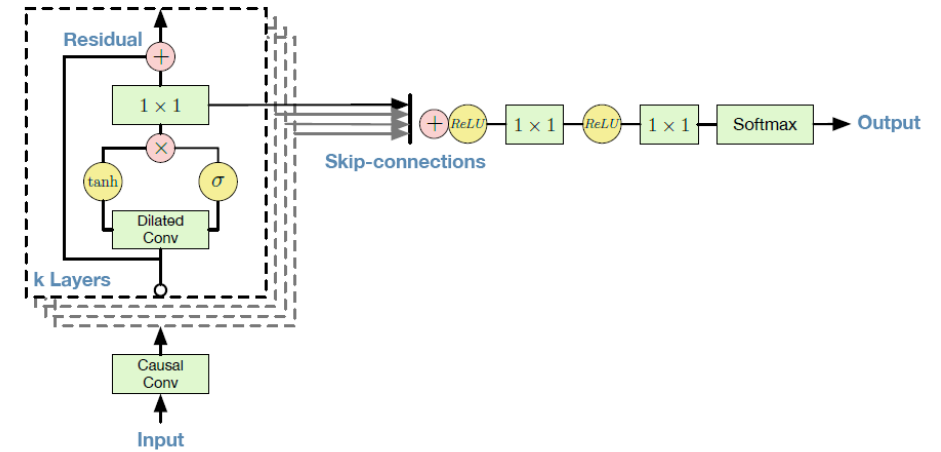 Residual
+
1 × 1
×
tanh
σ
Dilated
Conv
k Layers
Causal
Conv
Input
Skip-connections
+
ReLU
1 × 1
ReLU
1 × 1
Softmax
Output